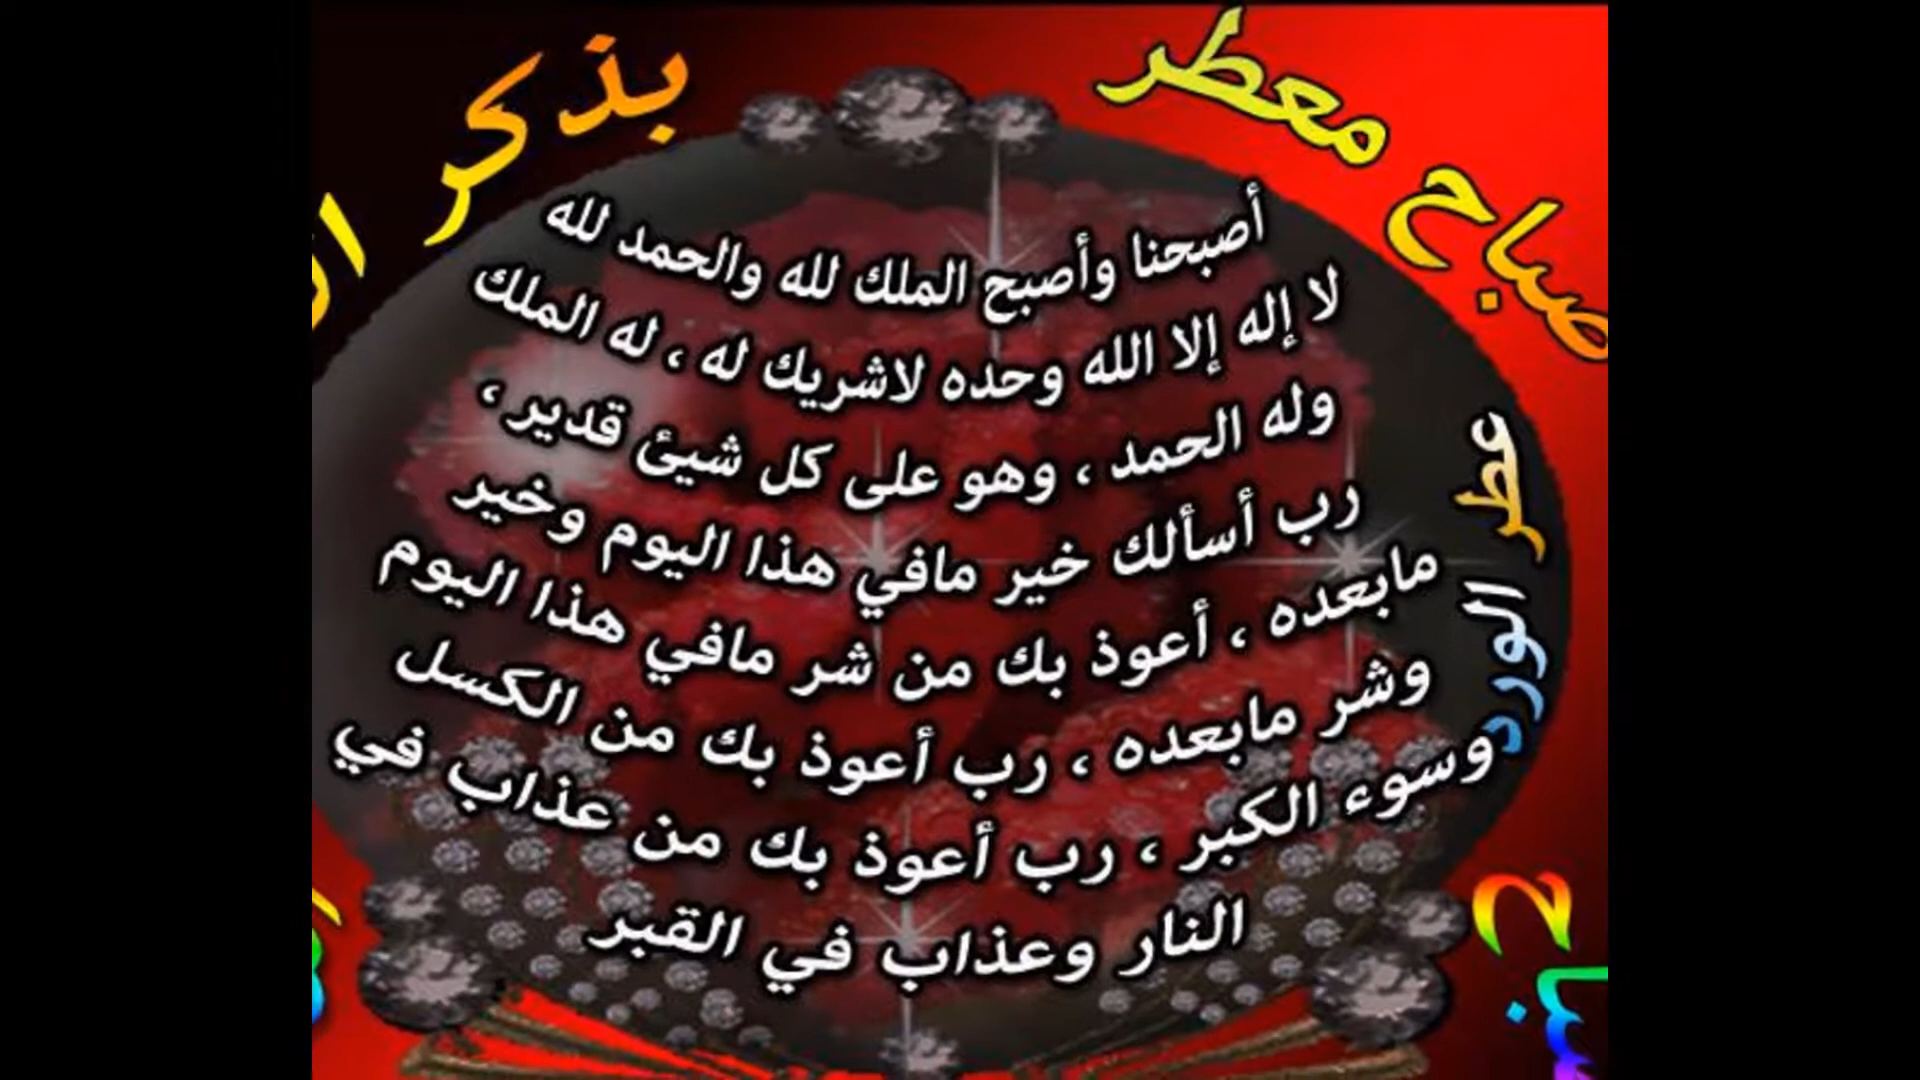 صباح معطر
بذكر
أصبحنا وأصبح الملك لله والحمد لله
لا إله إلا الله وحده لاشريك له ، له الملك
وله الحمد ، وهو على كل شيئ قدير ،
رب أسألك خير مافي هذا اليوم وخير
مابعده ، أعوذ بك من شر مافي هذا اليوم
وشر مابعده ، رب أعوذ بك من الكسل
وسوء الكبر ، رب أعوذ بك من عذاب في
النار وعذاب في القبر
عطر الورد